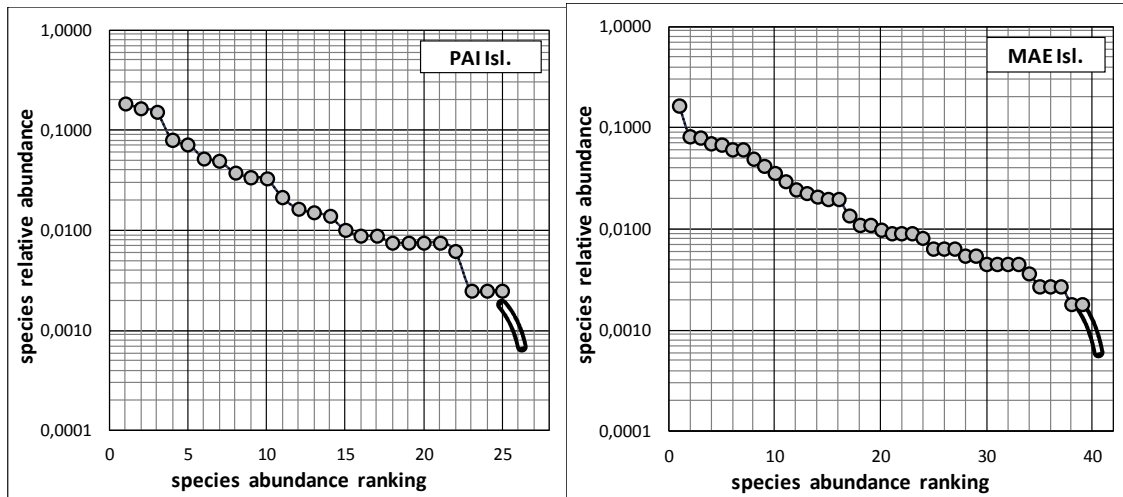 PAI Isl.
species relative abundance
1,0000
0,1000
0,0100
0,0010
0,0001
0 5 10 15 20 25
species abundance ranking
MAE Isl.
species relative abundance
1,0000
0,1000
0,0100
0,0010
0,0001
0 10 20 30 40
species abundance ranking